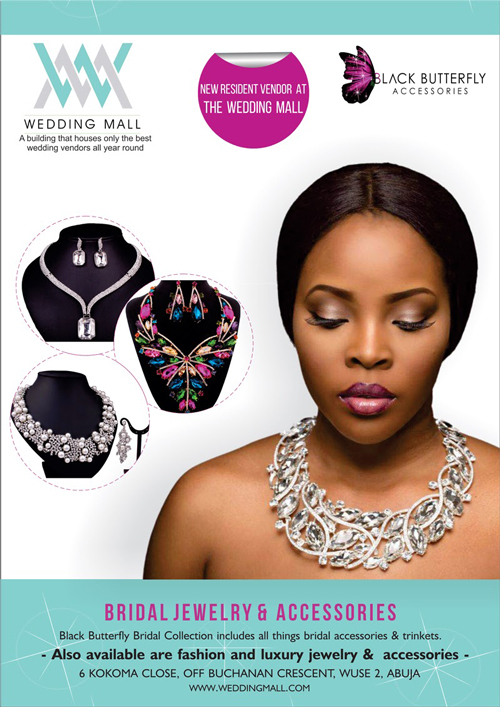 WEDDING MALL
A building that houses only the best
wedding vendors all year round
NEW RESIDENT VENDOR AT
THE WEDDING MALL
BLACK BUTTERFLY
ACCESSORIES
BRIDAL JEWELRY & ACCESSORIES
Black Butterfly Bridal Collection includes all things bridal accessories & trinkets.
- Also available are fashion and luxury jewelry & accessories -
6 KOKOMA CLOSE, OFF BUCHANAN CRESCENT, WUSE 2, ABUJA
WWW.WEDDINGMALL.COM